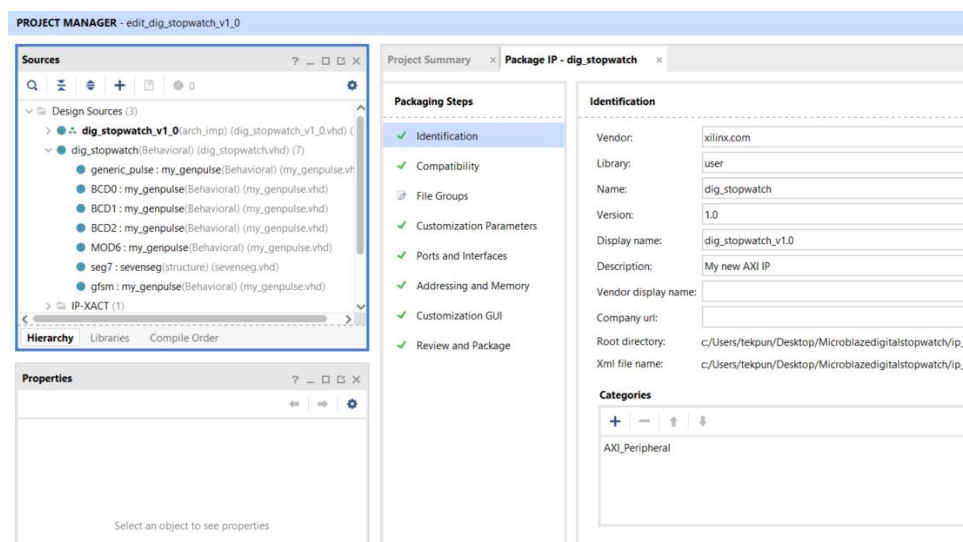 PROJECT MANAGER - edit_dig_stopwatch_v1_0
Sources
? _ X
0
Design Sources (3)
dig_stopwatch_v1_0(arch_imp) (dig_stopwatch_v1_0.vhd) (
dig_stopwatch(Behavioral) (dig_stopwatch.vhd) (7)
generic_pulse : my_genpulse(Behavioral) (my_genpulse.vh
BCD0 : my_genpulse(Behavioral) (my_genpulse.vhd)
BCD1 : my_genpulse(Behavioral) (my_genpulse.vhd)
BCD2 : my_genpulse(Behavioral) (my_genpulse.vhd)
MOD6 : my_genpulse(Behavioral) (my_genpulse.vhd)
seg7 : sevenseg(structure) (sevenseg.vhd)
gfsm : my_genpulse(Behavioral) (my_genpulse.vhd)
IP-XACT (1)
Hierarchy Libraries Compile Order
Properties
? _ X
Select an object to see properties
Project Summary × Package IP - dig_stopwatch ×
Packaging Steps
Identification
Compatibility
File Groups
Customization Parameters
Ports and Interfaces
Addressing and Memory
Customization GUI
Review and Package
Identification
Vendor: xilinx.com
Library: user
Name: dig_stopwatch
Version: 1.0
Display name: dig_stopwatch_v1.0
Description: My new AXI IP
Vendor display name:
Company url:
Root directory: c:/Users/tekpun/Desktop/Microblazedigitalstopwatch/ip_
Xml file name: c:/Users/tekpun/Desktop/Microblazedigitalstopwatch/ip_
Categories
AXI_Peripheral